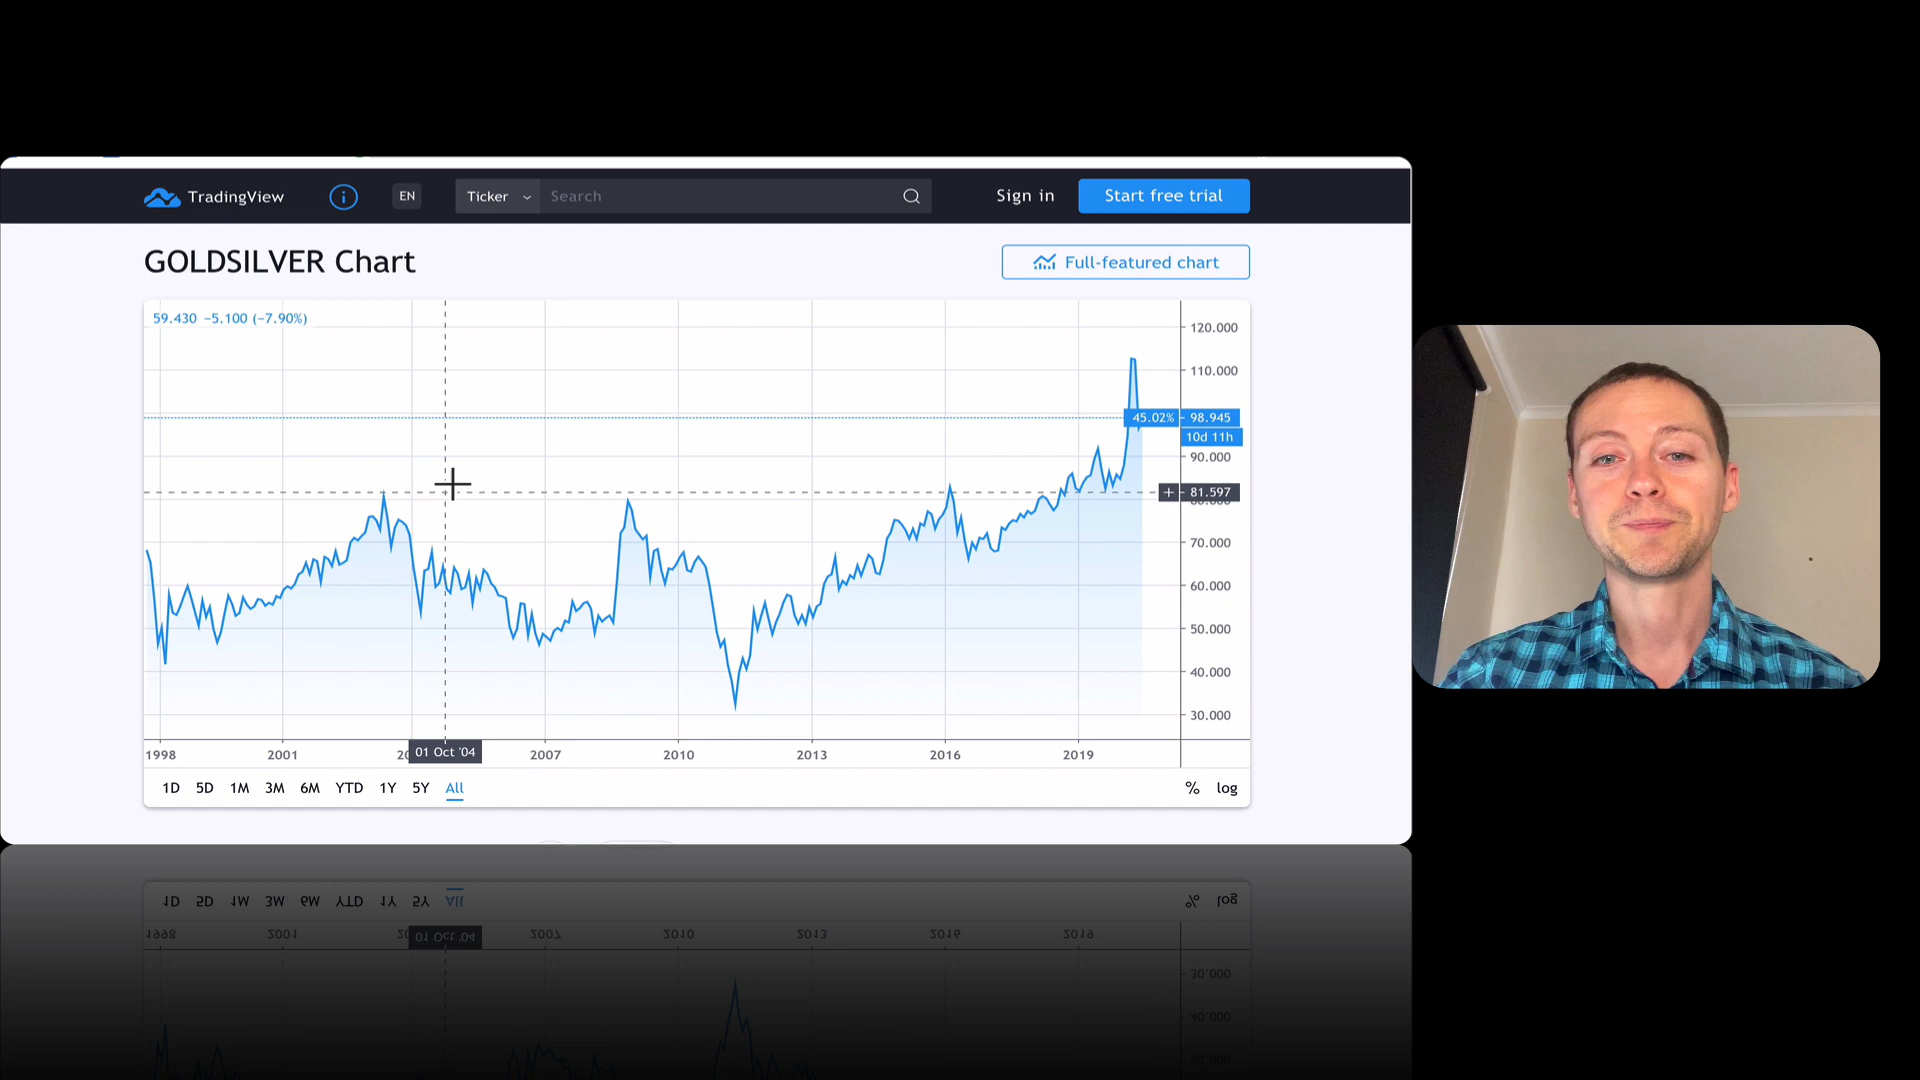 TradingView
EN
Ticker
Search
Sign in
Start free trial
GOLDSILVER Chart
Full-featured chart
59.430 −5.100 (−7.90%)
120.000
110.000
45.02%
98.945
10d 11h
90.000
+ 81.597
70.000
60.000
50.000
40.000
30.000
1998 2001 01 Oct '04 2007 2010 2013 2016 2019
1D 5D 1M 3M 6M YTD 1Y 5Y All % log